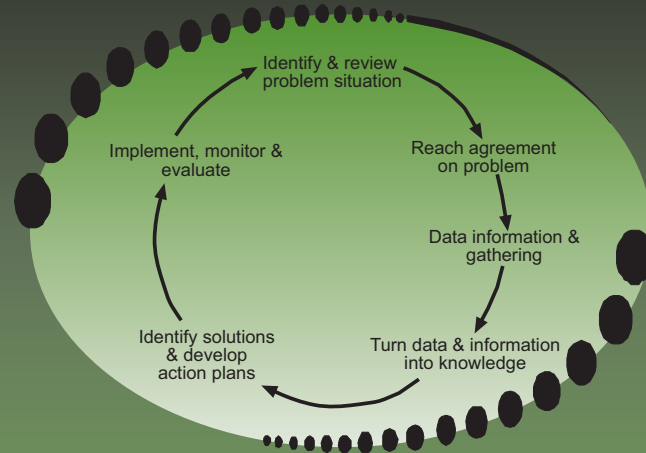 Identify & review
problem situation
Reach agreement
on problem
Data information &
gathering
Turn data & information
into knowledge
Identify solutions
& develop
action plans
Implement, monitor &
evaluate